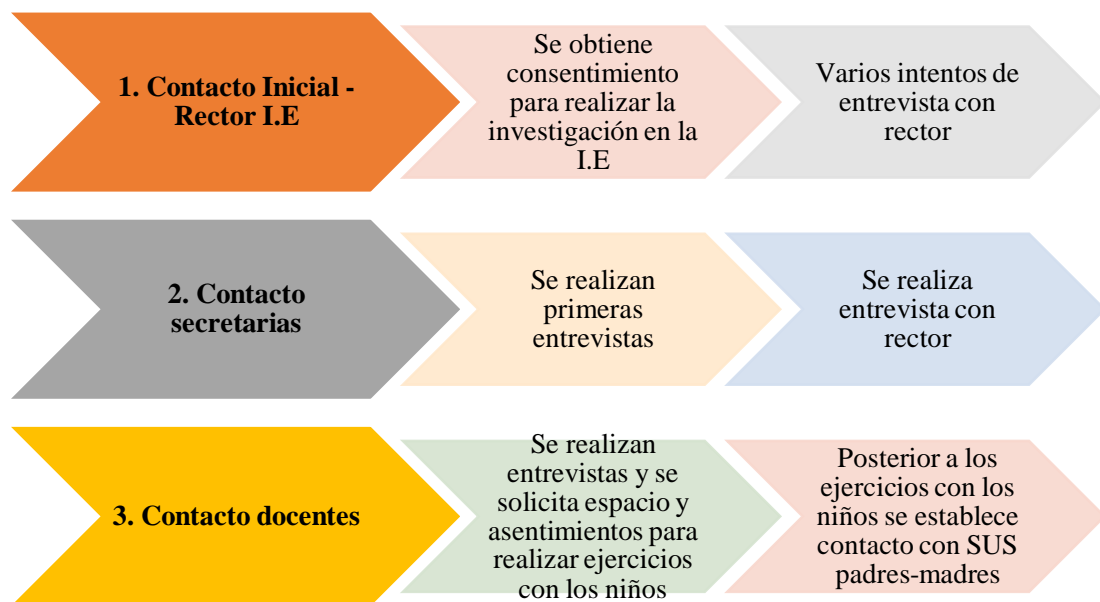 1. Contacto Inicial -
Rector I.E
Se obtiene
consentimiento
para realizar la
investigación en la
I.E
Varios intentos de
entrevista con
rector
2. Contacto
secretarias
Se realizan
primeras
entrevistas
Se realiza
entrevista con
rector
3. Contacto docentes
Se realizan
entrevistas y se
solicita espacio y
asentimientos para
realizar ejercicios
con los niños
Posterior a los
ejercicios con los
niños se establece
contacto con SUS
padres-madres